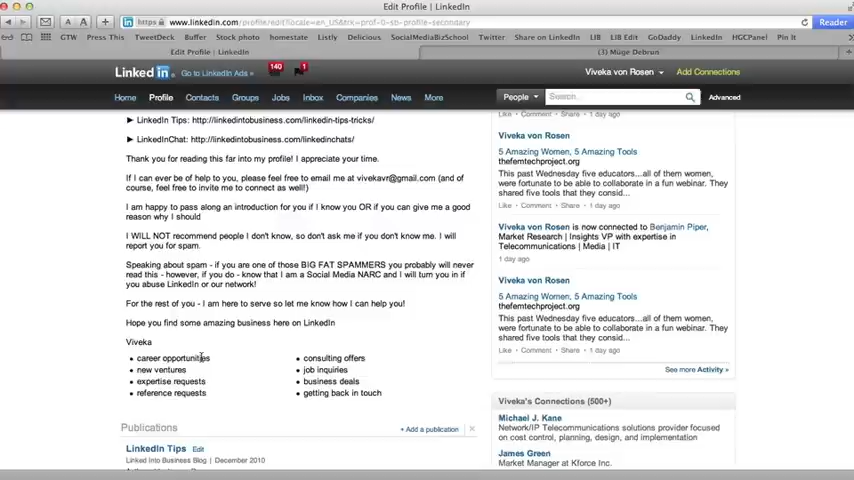 Edit Profile | LinkedIn
https www.linkedin.com/profile/edit?locale=en_US&trk=prof-0-sb-profile-secondary
Reader
GTW Press This TweetDeck Buffer Stock photo homestate Listly SocialMediaBizSchool Twitter Share on LinkedIn LIB LIB Edit GoDaddy LinkedIn HGCPanel Pin It
Edit Profile | LinkedIn
(3) Müge Debrun
Linked in Go to LinkedIn Ads » 140 1 Viveka von Rosen Add Connections
Home Profile Contacts Groups Jobs Inbox Companies News More People Search... Advanced
► LinkedIn Tips: http://linkedintobusiness.com/linkedin-tips-tricks/
► LinkedInChat: http://linkedintobusiness.com/linkedinchats/
Thank you for reading this far into my profile! I appreciate your time.
If I can ever be of help to you, please feel free to email me at vivekavr@gmail.com (and of
course, feel free to invite me to connect as well!)
I am happy to pass along an introduction for you if I know you OR if you can give me a good
reason why I should
I WILL NOT recommend people I don't know, so don't ask me if you don't know me. I will
report you for spam.
Speaking about spam - if you are one of those BIG FAT SPAMMERS you probably will never
read this - however, if you do - know that I am a Social Media NARC and I will turn you in if
you abuse LinkedIn or our network!
For the rest of you - I am here to serve so let me know how I can help you!
Hope you find some amazing business here on LinkedIn
Viveka
• career opportunities
• new ventures
• expertise requests
• reference requests
• consulting offers
• job inquiries
• business deals
• getting back in touch
Publications
+ Add a publication
LinkedIn Tips Edit
Linked Into Business Blog | December 2010
Like • Comment • Share • 1 day ago
Viveka von Rosen
5 Amazing Women, 5 Amazing Tools
thefemtechproject.org
This past Wednesday five educators...all of them women,
were fortunate to be able to collaborate in a fun webinar. They
shared five tools that they consid...
Like • Comment • Share • 1 day ago
Viveka von Rosen is now connected to Benjamin Piper,
Market Research | Insights VP with expertise in
Telecommunications | Media | IT
1 day ago
Viveka von Rosen
5 Amazing Women, 5 Amazing Tools
thefemtechproject.org
This past Wednesday five educators...all of them women,
were fortunate to be able to collaborate in a fun webinar. They
shared five tools that they consid...
Like • Comment • Share • 1 day ago
See more Activity »
Viveka's Connections (500+)
Michael J. Kane
Network/IP Telecommunications solutions provider focused
on cost control, planning, design, and implementation
James Green
Market Manager at Kforce Inc.